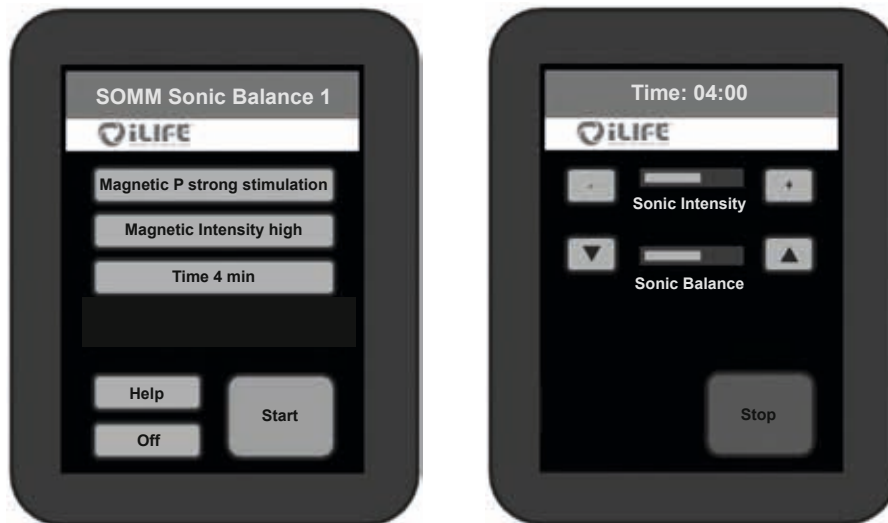 SOMM Sonic Balance 1
iLIFE
Magnetic P strong stimulation
Magnetic Intensity high
Time 4 min
Help
Start
Off
Time: 04:00
iLIFE
-
+
Sonic Intensity
▼
▲
Sonic Balance
Stop